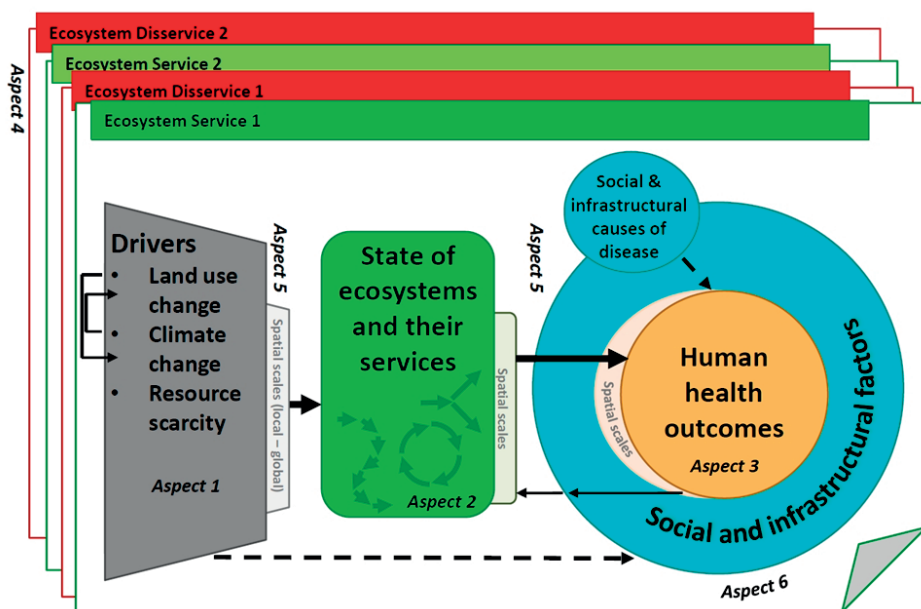 Ecosystem Disservice 2
Ecosystem Service 2
Ecosystem Disservice 1
Ecosystem Service 1
Aspect 4
Drivers
• Land use
change
• Climate
change
• Resource
scarcity
Aspect 1
Aspect 5
Spatial scales (local – global)
State of
ecosystems
and their
services
Aspect 2
Spatial scales
Aspect 5
Social &
infrastructural
causes of
disease
Spatial scales
Human
health
outcomes
Aspect 3
Social and infrastructural factors
Aspect 6